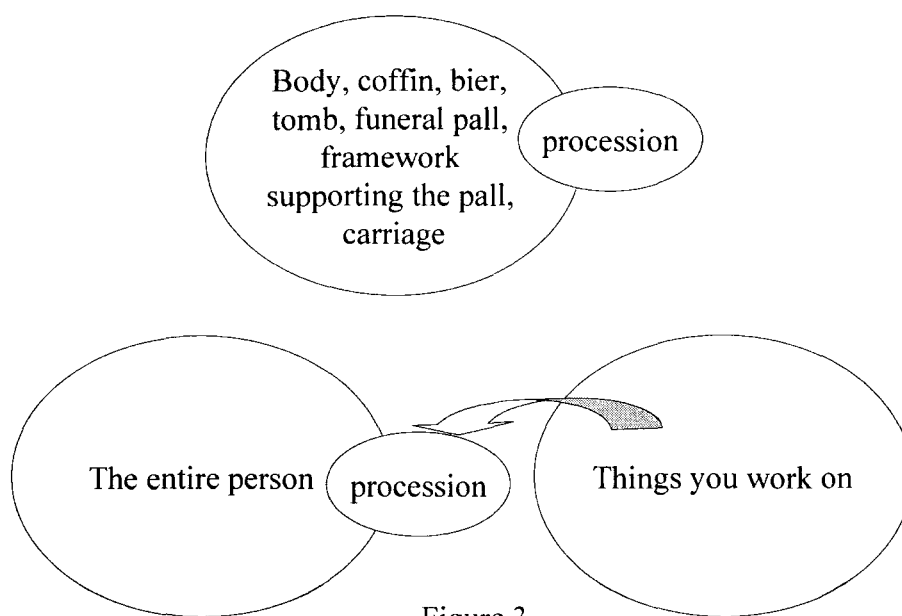 Body, coffin, bier,
tomb, funeral pall,
framework
supporting the pall,
carriage
procession
The entire person
procession
Things you work on
Figure 3